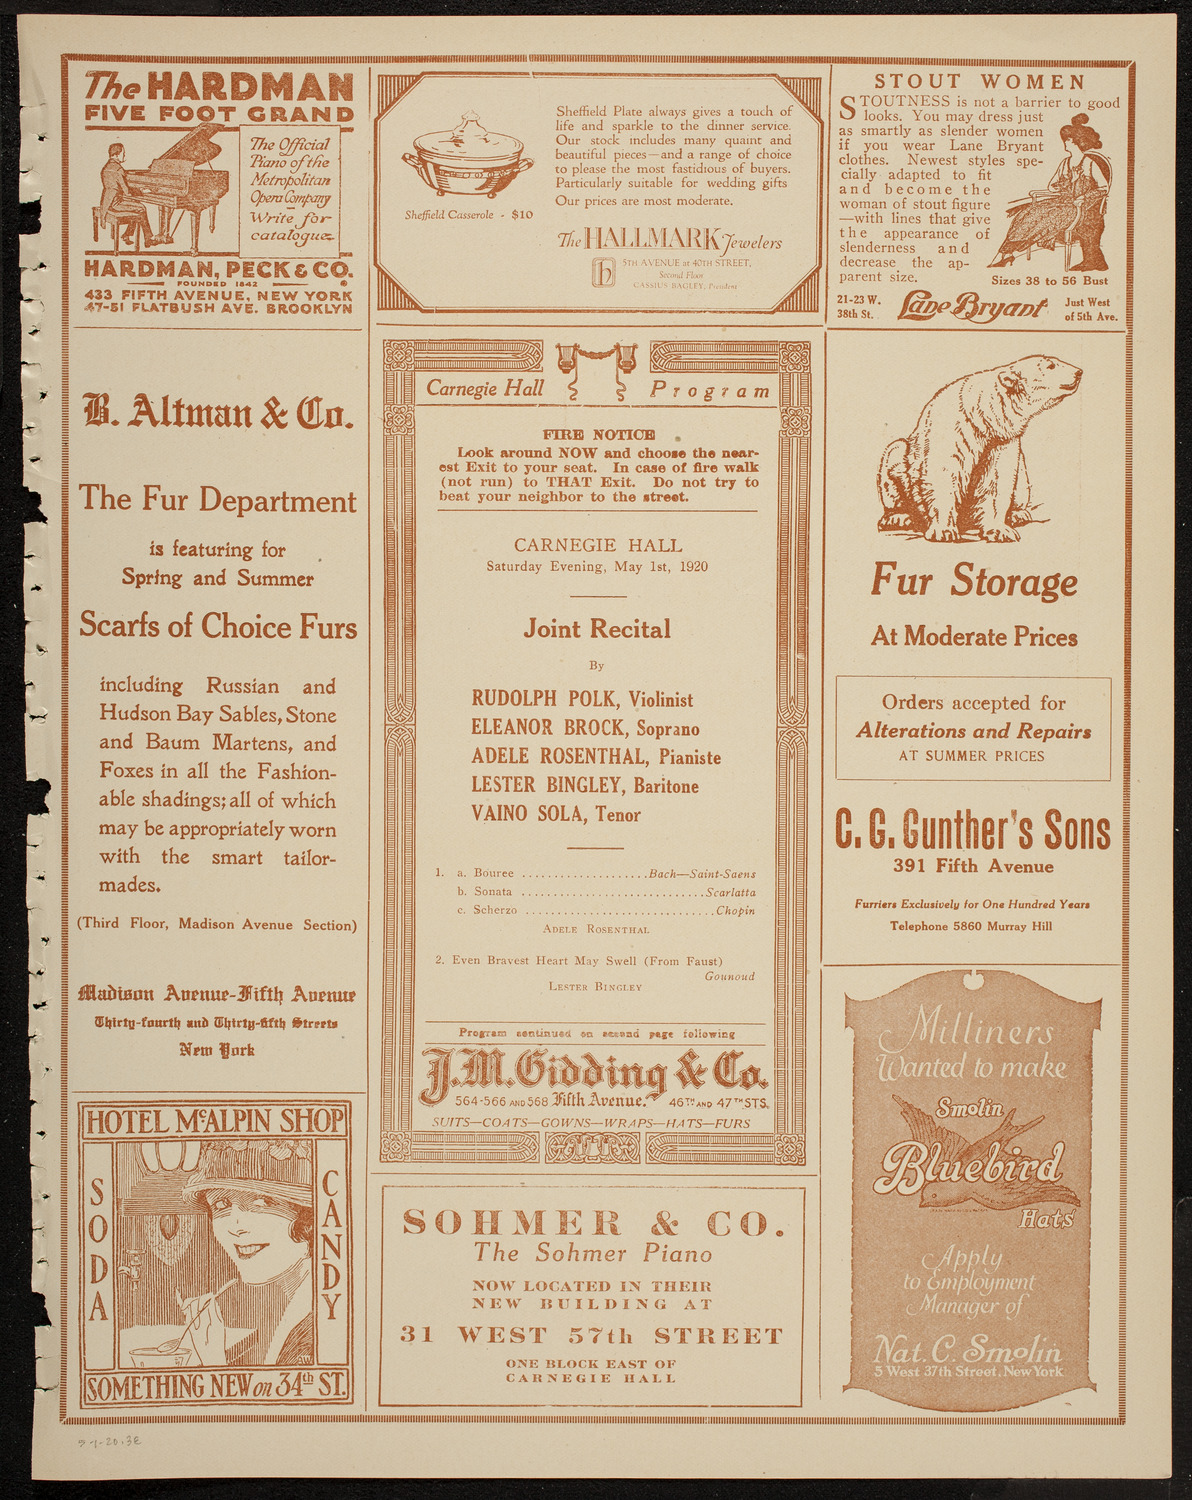 The HARDMAN
FIVE FOOT GRAND
The Official
Piano of the
Metropolitan
Opera Company
Write for
catalogue
HARDMAN, PECK & CO.
FOUNDED 1842
433 FIFTH AVENUE, NEW YORK
47-51 FLATBUSH AVE. BROOKLYN
B. Altman & Co.
The Fur Department
is featuring for
Spring and Summer
Scarfs of Choice Furs
including Russian and
Hudson Bay Sables, Stone
and Baum Martens, and
Foxes in all the Fashion-
able shadings; all of which
may be appropriately worn
with the smart tailor-
mades.
(Third Floor, Madison Avenue Section)
Madison Avenue-Fifth Avenue
Thirty-fourth and Thirty-fifth Streets
New York
HOTEL McALPIN SHOP
SODA
CANDY
SOMETHING NEW on 34th ST.
Sheffield Plate always gives a touch of
life and sparkle to the dinner service.
Our stock includes many quaint and
beautiful pieces—and a range of choice
to please the most fastidious of buyers.
Particularly suitable for wedding gifts
Our prices are most moderate.
Sheffield Casserole - $10
The HALLMARK Jewelers
h
5TH AVENUE at 40TH STREET,
Second Floor
CASSIUS BAGLEY, President
Carnegie Hall Program
FIRE NOTICE
Look around NOW and choose the near-
est Exit to your seat. In case of fire walk
(not run) to THAT Exit. Do not try to
beat your neighbor to the street.
CARNEGIE HALL
Saturday Evening, May 1st, 1920
Joint Recital
By
RUDOLPH POLK, Violinist
ELEANOR BROCK, Soprano
ADELE ROSENTHAL, Pianiste
LESTER BINGLEY, Baritone
VAINO SOLA, Tenor
1. a. Bouree ....................Bach—Saint-Saens
b. Sonata .............................Scarlatta
c. Scherzo ..............................Chopin
ADELE ROSENTHAL
2. Even Bravest Heart May Swell (From Faust)
Gounoud
LESTER BINGLEY
Program continued on second page following
J.M. Gidding & Co.
564-566 AND 568 Fifth Avenue. 46TH AND 47TH STS.
SUITS—COATS—GOWNS—WRAPS—HATS—FURS
SOHMER & CO.
The Sohmer Piano
NOW LOCATED IN THEIR
NEW BUILDING AT
31 WEST 57th STREET
ONE BLOCK EAST OF
CARNEGIE HALL
STOUT WOMEN
STOUTNESS is not a barrier to good
looks. You may dress just
as smartly as slender women
if you wear Lane Bryant
clothes. Newest styles spe-
cially adapted to fit
and become the
woman of stout figure
—with lines that give
the appearance of
slenderness and
decrease the ap-
parent size.
Sizes 38 to 56 Bust
21-23 W.
38th St.
Lane Bryant
Just West
of 5th Ave.
Fur Storage
At Moderate Prices
Orders accepted for
Alterations and Repairs
AT SUMMER PRICES
C. G. Gunther's Sons
391 Fifth Avenue
Furriers Exclusively for One Hundred Years
Telephone 5860 Murray Hill
Milliners
Wanted to make
Smolin
Bluebird
Hats
Apply
to Employment
Manager of
Nat. C. Smolin
5 West 37th Street, New York
5-1-20.3E